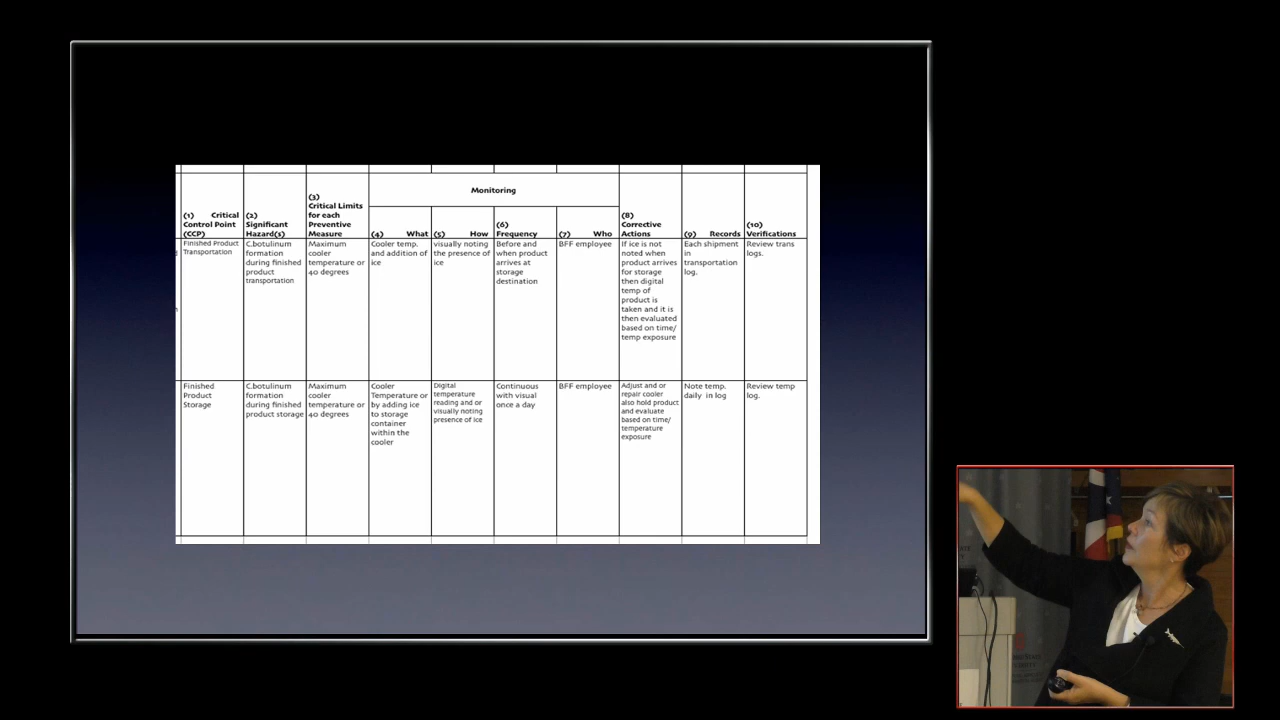 Monitoring
(1) Critical
Control Point
(CCP)
(2)
Significant
Hazard(s)
(3)
Critical Limits
for each
Preventive
Measure
(4) What
(5) How
(6)
Frequency
(7) Who
(8)
Corrective
Actions
(9) Records
(10)
Verifications
Finished Product
Transportation
C.botulinum
formation
during finished
product
transportation
Maximum
cooler
temperature or
40 degrees
Cooler temp.
and addition of
ice
visually noting
the presence of
ice
Before and
when product
arrives at
storage
destination
BFF employee
If ice is not
noted when
product arrives
for storage
then digital
temp of
product is
taken and it is
then evaluated
based on time/
temp exposure
Each shipment
in
transportation
log.
Review trans
logs.
Finished
Product
Storage
C.botulinum
formation
during finished
product storage
Maximum
cooler
temperature or
40 degrees
Cooler
Temperature or
by adding ice
to storage
container
within the
cooler
Digital
temperature
reading and or
visually noting
presence of ice
Continuous
with visual
once a day
BFF employee
Adjust and or
repair cooler
also hold product
and evaluate
based on time/
temperature
exposure
Note temp.
daily in log
Review temp
log.